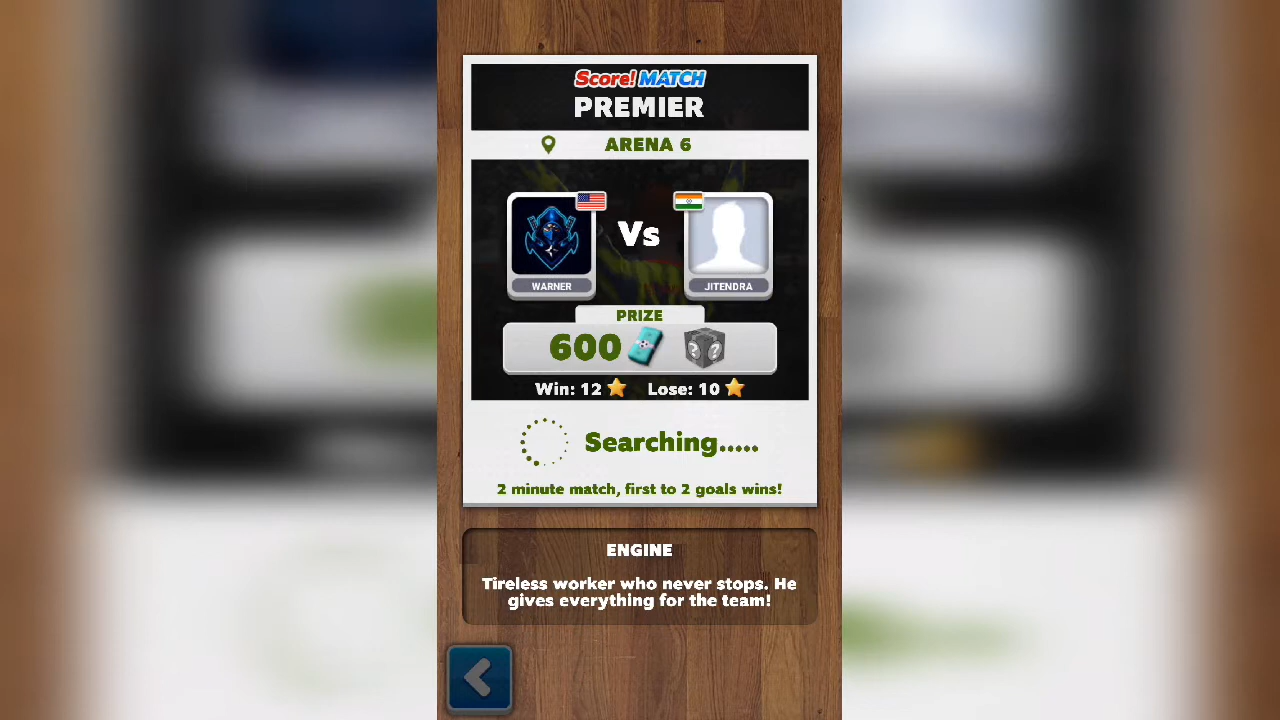 Score! MATCH
PREMIER
ARENA 6
Vs
WARNER
JITENDRA
PRIZE
600
? ?
Win: 12 Lose: 10
Searching.....
2 minute match, first to 2 goals wins!
ENGINE
Tireless worker who never stops. He
gives everything for the team!